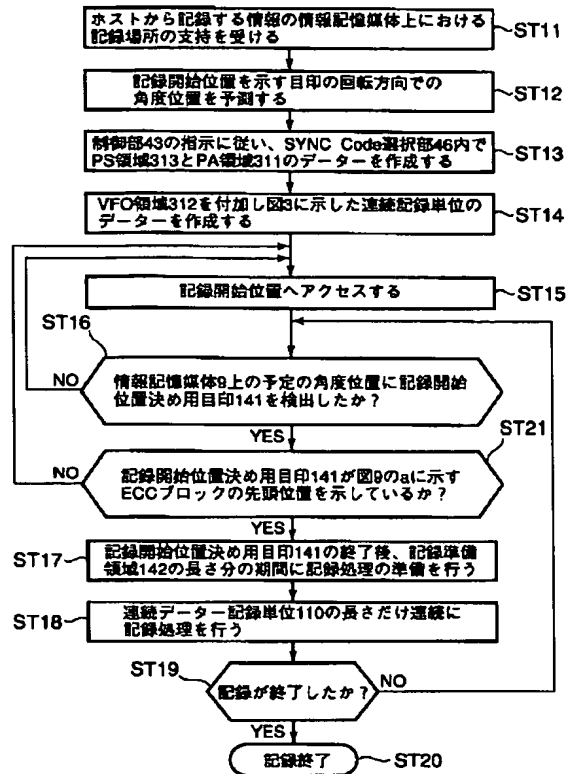 ホストから記録する情報の情報記憶媒体上における
記録場所の支持を受ける
ST11
記録開始位置を示す目印の回転方向での
角度位置を予測する
ST12
制御部43の指示に従い、SYNC Code選択部46内で
PS領域313とPA領域311のデーターを作成する
ST13
VFO領域312を付加し図3に示した連続記録単位の
データーを作成する
ST14
記録開始位置へアクセスする
ST15
ST16
情報記憶媒体9上の予定の角度位置に記録開始
位置決め用目印141を検出したか?
NO
YES
ST21
記録開始位置決め用目印141が図9のaに示す
ECCブロックの先頭位置を示しているか?
NO
YES
ST17
記録開始位置決め用目印141の終了後、記録準備
領域142の長さ分の期間に記録処理の準備を行う
ST18
連続データー記録単位110の長さだけ連続に
記録処理を行う
ST19
記録が終了したか?
NO
YES
記録終了
ST20